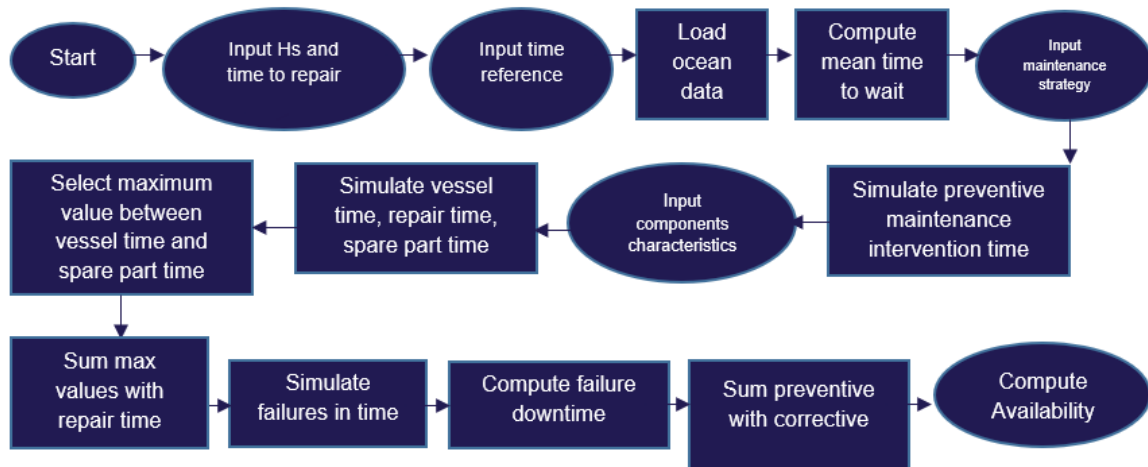 Start
Input Hs and
time to repair
Input time
reference
Load
ocean
data
Compute
mean time
to wait
Input
maintenance
strategy
Simulate preventive
maintenance
intervention time
Input
components
characteristics
Simulate vessel
time, repair time,
spare part time
Select maximum
value between
vessel time and
spare part time
Sum max
values with
repair time
Simulate
failures in time
Compute failure
downtime
Sum preventive
with corrective
Compute
Availability